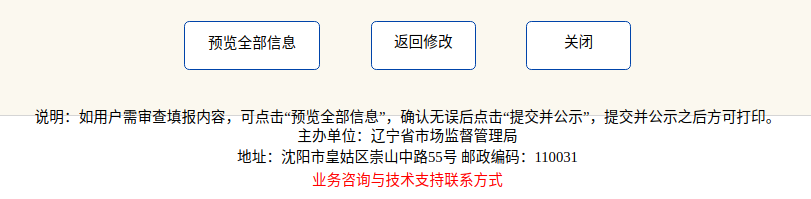 预览全部信息 返回修改 关闭
说明：如用户需审查填报内容，可点击“预览全部信息”，确认无误后点击“提交并公示”，提交并公示之后方可打印。
主办单位：辽宁省市场监督管理局
地址：沈阳市皇姑区崇山中路55号 邮政编码：110031
业务咨询与技术支持联系方式